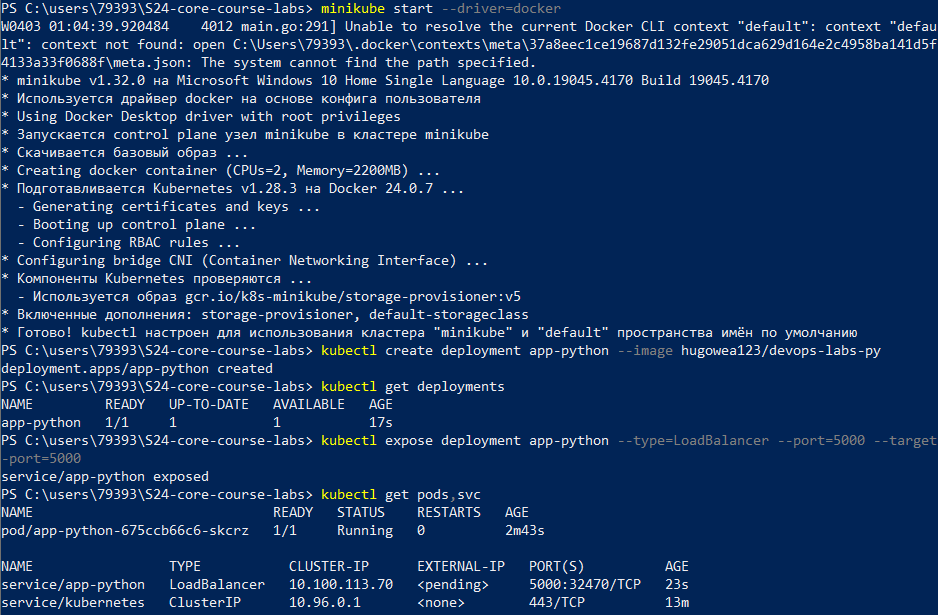 PS C:\users\79393\S24-core-course-labs> minikube start --driver=docker
W0403 01:04:39.920484    4012 main.go:291] Unable to resolve the current Docker CLI context "default": context "defau
lt": context not found: open C:\Users\79393\.docker\contexts\meta\37a8eec1ce19687d132fe29051dca629d164e2c4958ba141d5f
4133a33f0688f\meta.json: The system cannot find the path specified.
* minikube v1.32.0 на Microsoft Windows 10 Home Single Language 10.0.19045.4170 Build 19045.4170
* Используется драйвер docker на основе конфига пользователя
* Using Docker Desktop driver with root privileges
* Запускается control plane узел minikube в кластере minikube
* Скачивается базовый образ ...
* Creating docker container (CPUs=2, Memory=2200MB) ...
* Подготавливается Kubernetes v1.28.3 на Docker 24.0.7 ...
  - Generating certificates and keys ...
  - Booting up control plane ...
  - Configuring RBAC rules ...
* Configuring bridge CNI (Container Networking Interface) ...
* Компоненты Kubernetes проверяются ...
  - Используется образ gcr.io/k8s-minikube/storage-provisioner:v5
* Включенные дополнения: storage-provisioner, default-storageclass
* Готово! kubectl настроен для использования кластера "minikube" и "default" пространства имён по умолчанию
PS C:\users\79393\S24-core-course-labs> kubectl create deployment app-python --image hugowea123/devops-labs-py
deployment.apps/app-python created
PS C:\users\79393\S24-core-course-labs> kubectl get deployments
NAME         READY   UP-TO-DATE   AVAILABLE   AGE
app-python   1/1     1            1           17s
PS C:\users\79393\S24-core-course-labs> kubectl expose deployment app-python --type=LoadBalancer --port=5000 --target
-port=5000
service/app-python exposed
PS C:\users\79393\S24-core-course-labs> kubectl get pods,svc
NAME                              READY   STATUS    RESTARTS   AGE
pod/app-python-675ccb66c6-skcrz   1/1     Running   0          2m43s

NAME                 TYPE           CLUSTER-IP      EXTERNAL-IP   PORT(S)          AGE
service/app-python   LoadBalancer   10.100.113.70   <pending>     5000:32470/TCP   23s
service/kubernetes   ClusterIP      10.96.0.1       <none>        443/TCP          13m